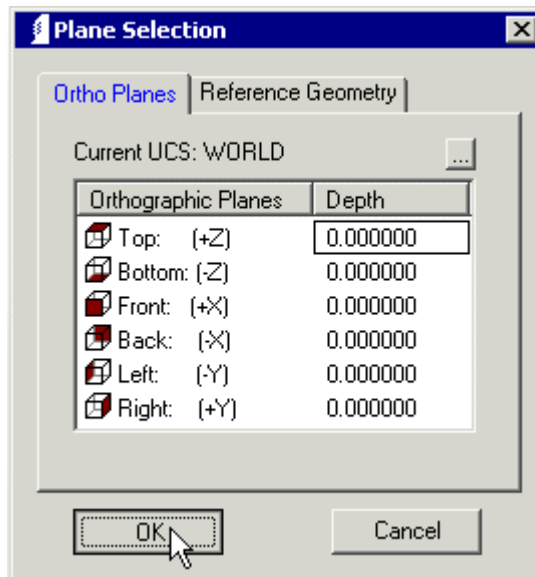 Plane Selection
Ortho Planes Reference Geometry
Current UCS: WORLD ...
Orthographic Planes Depth
Top: (+Z) 0.000000
Bottom: (-Z) 0.000000
Front: (+X) 0.000000
Back: (-X) 0.000000
Left: (-Y) 0.000000
Right: (+Y) 0.000000
OK Cancel